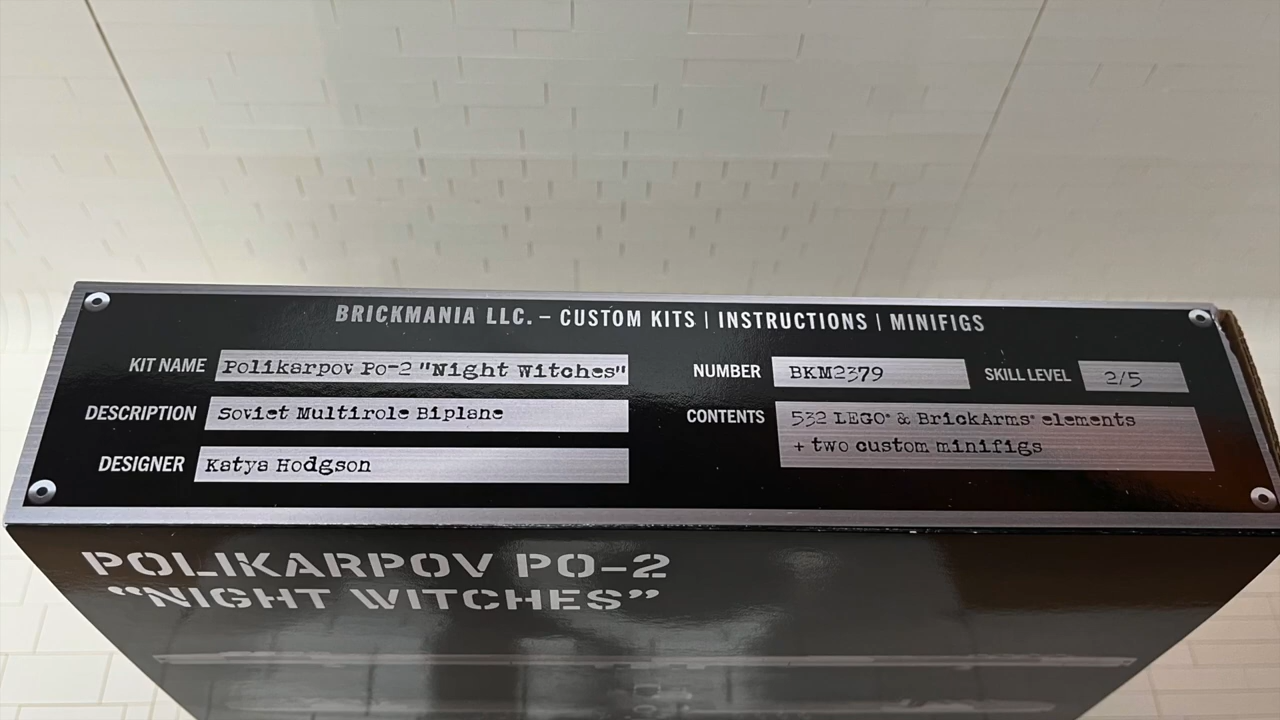 BRICKMANIA LLC. – CUSTOM KITS | INSTRUCTIONS | MINIFIGS
KIT NAME Polikarpov Po-2 "Night Witches"
DESCRIPTION Soviet Multirole Biplane
DESIGNER Katya Hodgson
NUMBER BKM2379 SKILL LEVEL 2/5
CONTENTS 532 LEGO® & BrickArms® elements
+ two custom minifigs
POLIKARPOV PO-2
“NIGHT WITCHES”